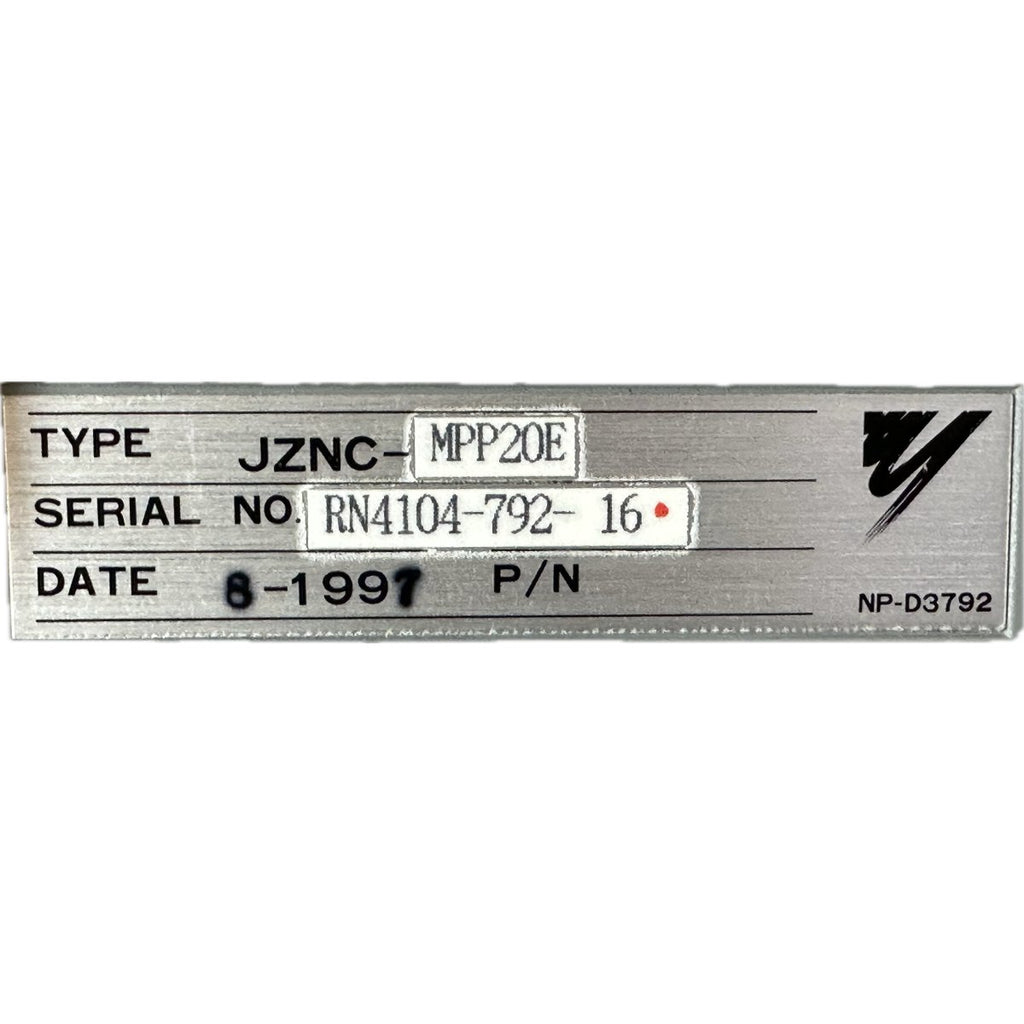 TYPE JZNC-MPP20E
SERIAL NO. RN4104-792- 16
DATE 8-1997 P/N
NP-D3792